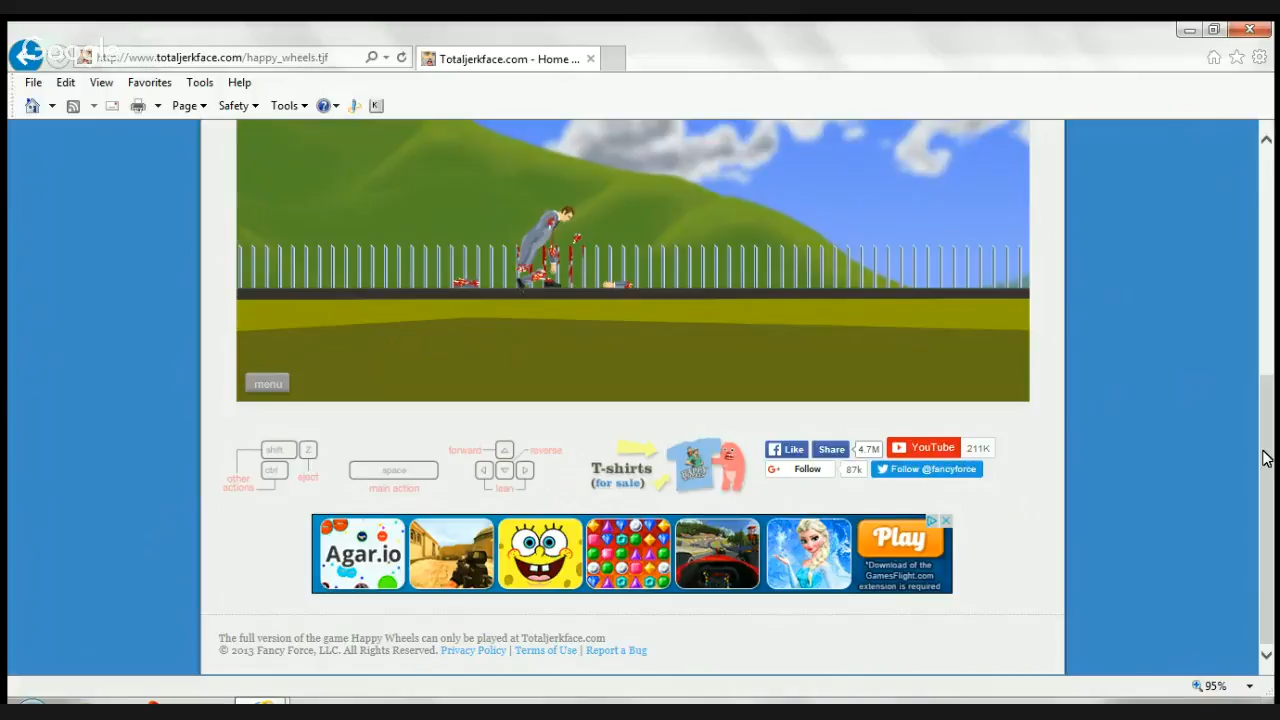 Google
http://www.totaljerkface.com/happy_wheels.tjf
Totaljerkface.com - Home ...
File Edit View Favorites Tools Help
Page Safety Tools
menu
shift Z
ctrl
other actions
eject
space
main action
forward reverse
lean
T-shirts
(for sale)
Like Share 4.7M YouTube 211K
G+ Follow 87k Follow @fancyforce
Agar.io
Play
*Download of the
GamesFlight.com
extension is required
The full version of the game Happy Wheels can only be played at Totaljerkface.com
© 2013 Fancy Force, LLC. All Rights Reserved. Privacy Policy | Terms of Use | Report a Bug
95%